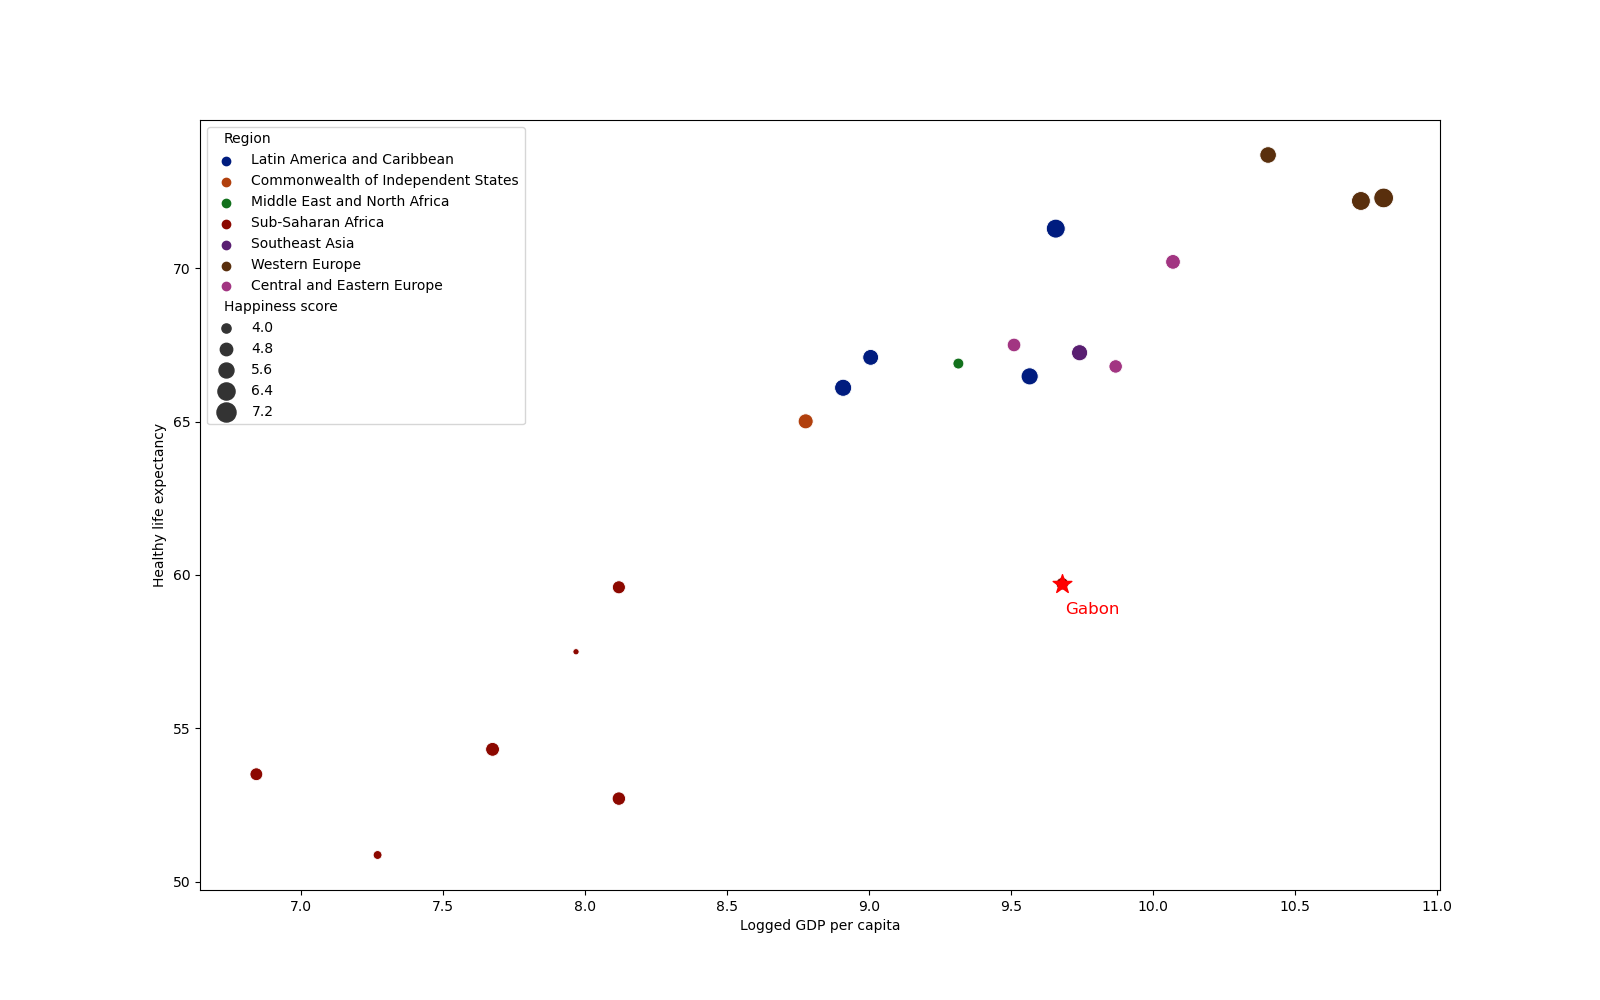 Region
Latin America and Caribbean
Commonwealth of Independent States
Middle East and North Africa
Sub-Saharan Africa
Southeast Asia
Western Europe
Central and Eastern Europe
Happiness score
4.0
4.8
5.6
6.4
7.2
Healthy life expectancy
70
65
60
55
50
Gabon
7.0 7.5 8.0 8.5 9.0 9.5 10.0 10.5 11.0
Logged GDP per capita